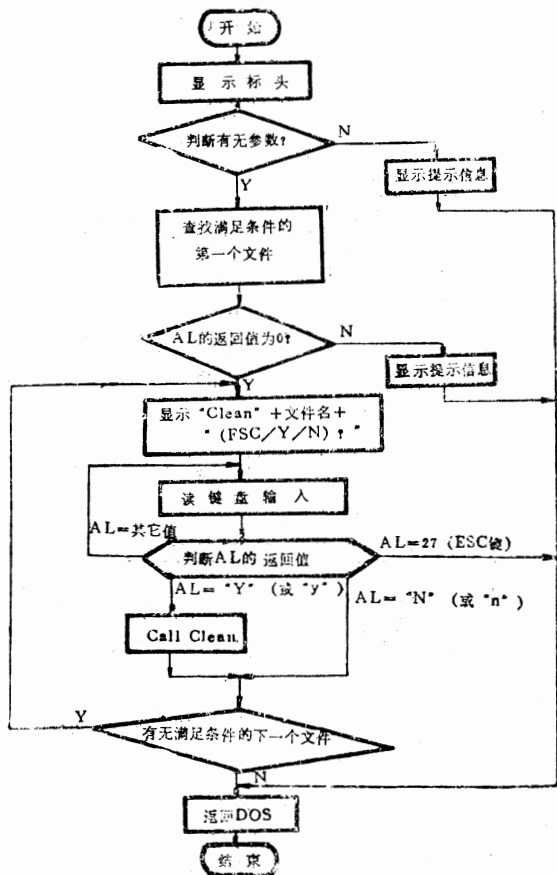 开始
显示标头
判断有无参数?
N
Y
显示提示信息
查找满足条件的
第一个文件
AL的返回值为0?
N
Y
显示提示信息
显示"Clean"+文件名+
"(FSC/Y/N)?"
读键盘输入
AL=其它值
判断AL的返回值
AL=27(ESC键)
AL="Y"(或"y")
AL="N"(或"n")
Call Clean.
Y
有无满足条件的下一个文件
N
返回DOS
结束